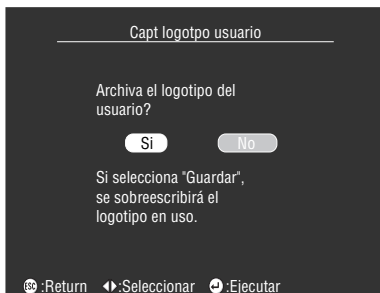 Capt logotpo usuario
Archiva el logotipo del
usuario?
Si No
Si selecciona "Guardar",
se sobreescribirá el
logotipo en uso.
ESC :Return :Seleccionar :Ejecutar